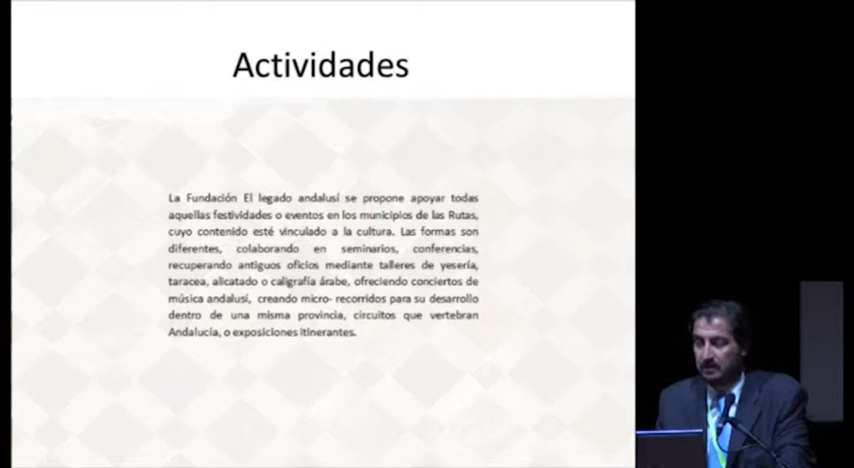 Actividades
La Fundación El legado andalusí se propone apoyar todas
aquellas festividades o eventos en los municipios de las Rutas,
cuyo contenido esté vinculado a la cultura. Las formas son
diferentes, colaborando en seminarios, conferencias,
recuperando antiguos oficios mediante talleres de yesería,
taracea, alicatado o caligrafía árabe, ofreciendo conciertos de
música andalusí, creando micro- recorridos para su desarrollo
dentro de una misma provincia, circuitos que vertebran
Andalucía, o exposiciones itinerantes.